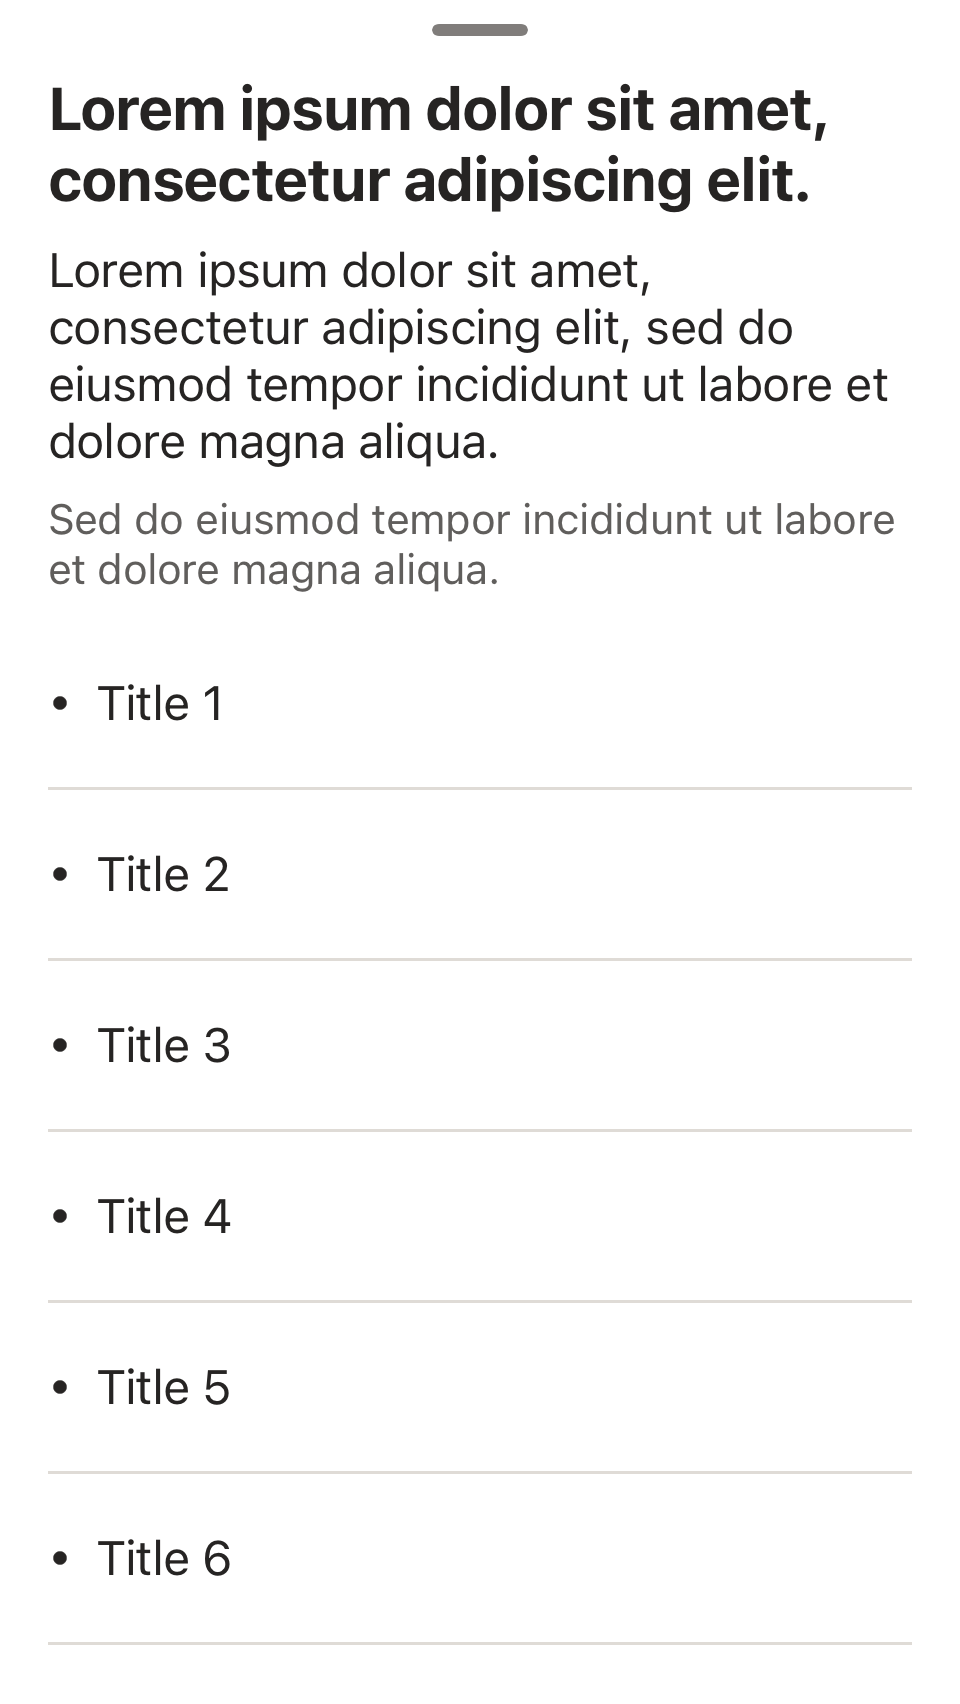 Lorem ipsum dolor sit amet,
consectetur adipiscing elit.
Lorem ipsum dolor sit amet,
consectetur adipiscing elit, sed do
eiusmod tempor incididunt ut labore et
dolore magna aliqua.
Sed do eiusmod tempor incididunt ut labore
et dolore magna aliqua.
• Title 1
• Title 2
• Title 3
• Title 4
• Title 5
• Title 6